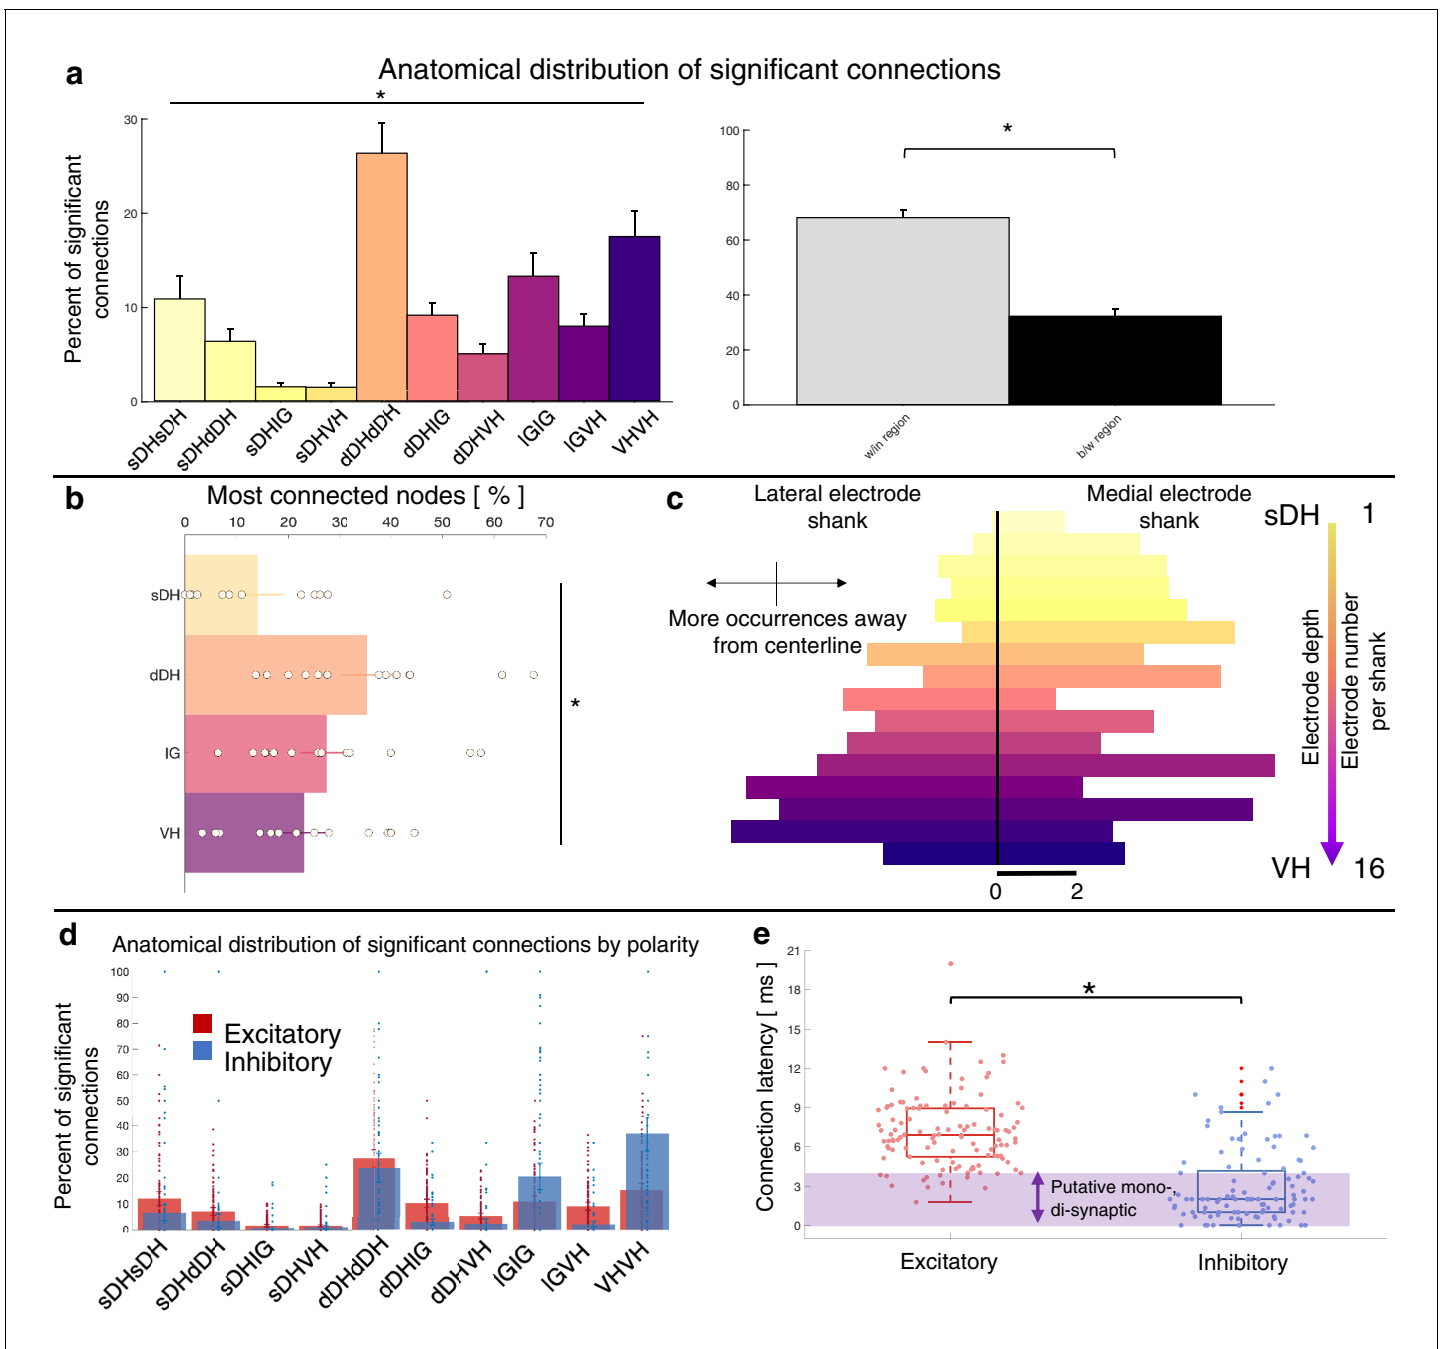 a
Anatomical distribution of significant connections
*
Percent of significant
connections
30
20
10
0
sDHsDH
sDHdDH
sDHIG
sDHVH
dDHdDH
dDHIG
dDHVH
IGIG
IGVH
VHVH
*
100
80
60
40
20
0
w/in region
b/w region
b
Most connected nodes [ % ]
0 10 20 30 40 50 60 70
sDH
dDH
IG
VH
*
c
Lateral electrode
shank
Medial electrode
shank
More occurrences away
from centerline
sDH 1
Electrode depth
Electrode number
per shank
VH 16
0 2
d
Anatomical distribution of significant connections by polarity
Percent of significant
connections
100
90
80
70
60
50
40
30
20
10
0
Excitatory
Inhibitory
sDHsDH
sDHdDH
sDHIG
sDHVH
dDHdDH
dDHIG
dDHVH
IGIG
IGVH
VHVH
e
Connection latency [ ms ]
21
18
15
12
9
6
3
0
*
Putative mono-,
di-synaptic
Excitatory
Inhibitory